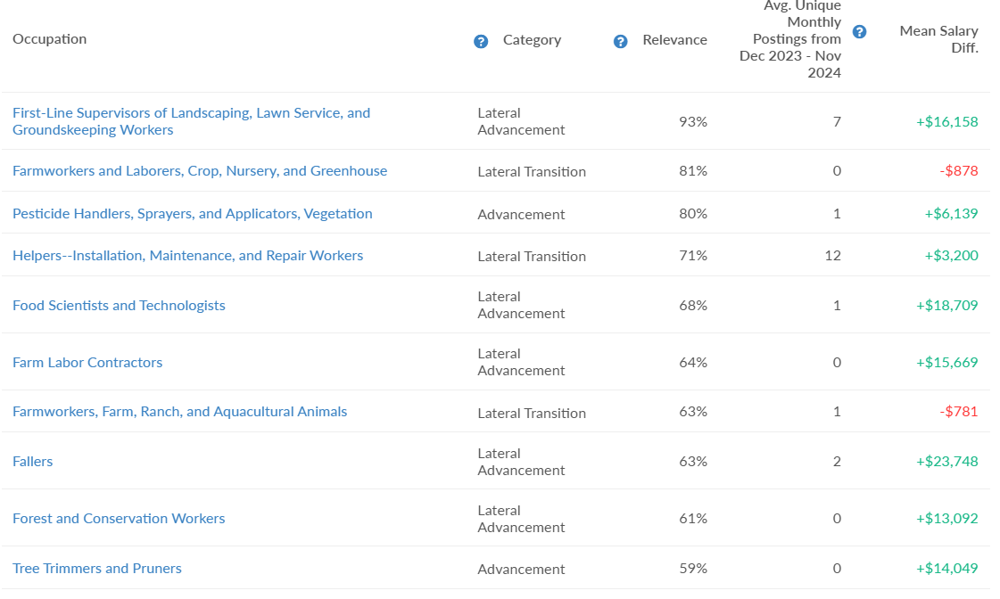 Occupation
? Category
? Relevance
Avg. Unique
Monthly
Postings from
Dec 2023 - Nov
2024
?
Mean Salary
Diff.
First-Line Supervisors of Landscaping, Lawn Service, and
Groundskeeping Workers
Lateral
Advancement
93%
7
+$16,158
Farmworkers and Laborers, Crop, Nursery, and Greenhouse
Lateral Transition
81%
0
-$878
Pesticide Handlers, Sprayers, and Applicators, Vegetation
Advancement
80%
1
+$6,139
Helpers--Installation, Maintenance, and Repair Workers
Lateral Transition
71%
12
+$3,200
Food Scientists and Technologists
Lateral
Advancement
68%
1
+$18,709
Farm Labor Contractors
Lateral
Advancement
64%
0
+$15,669
Farmworkers, Farm, Ranch, and Aquacultural Animals
Lateral Transition
63%
1
-$781
Fallers
Lateral
Advancement
63%
2
+$23,748
Forest and Conservation Workers
Lateral
Advancement
61%
0
+$13,092
Tree Trimmers and Pruners
Advancement
59%
0
+$14,049